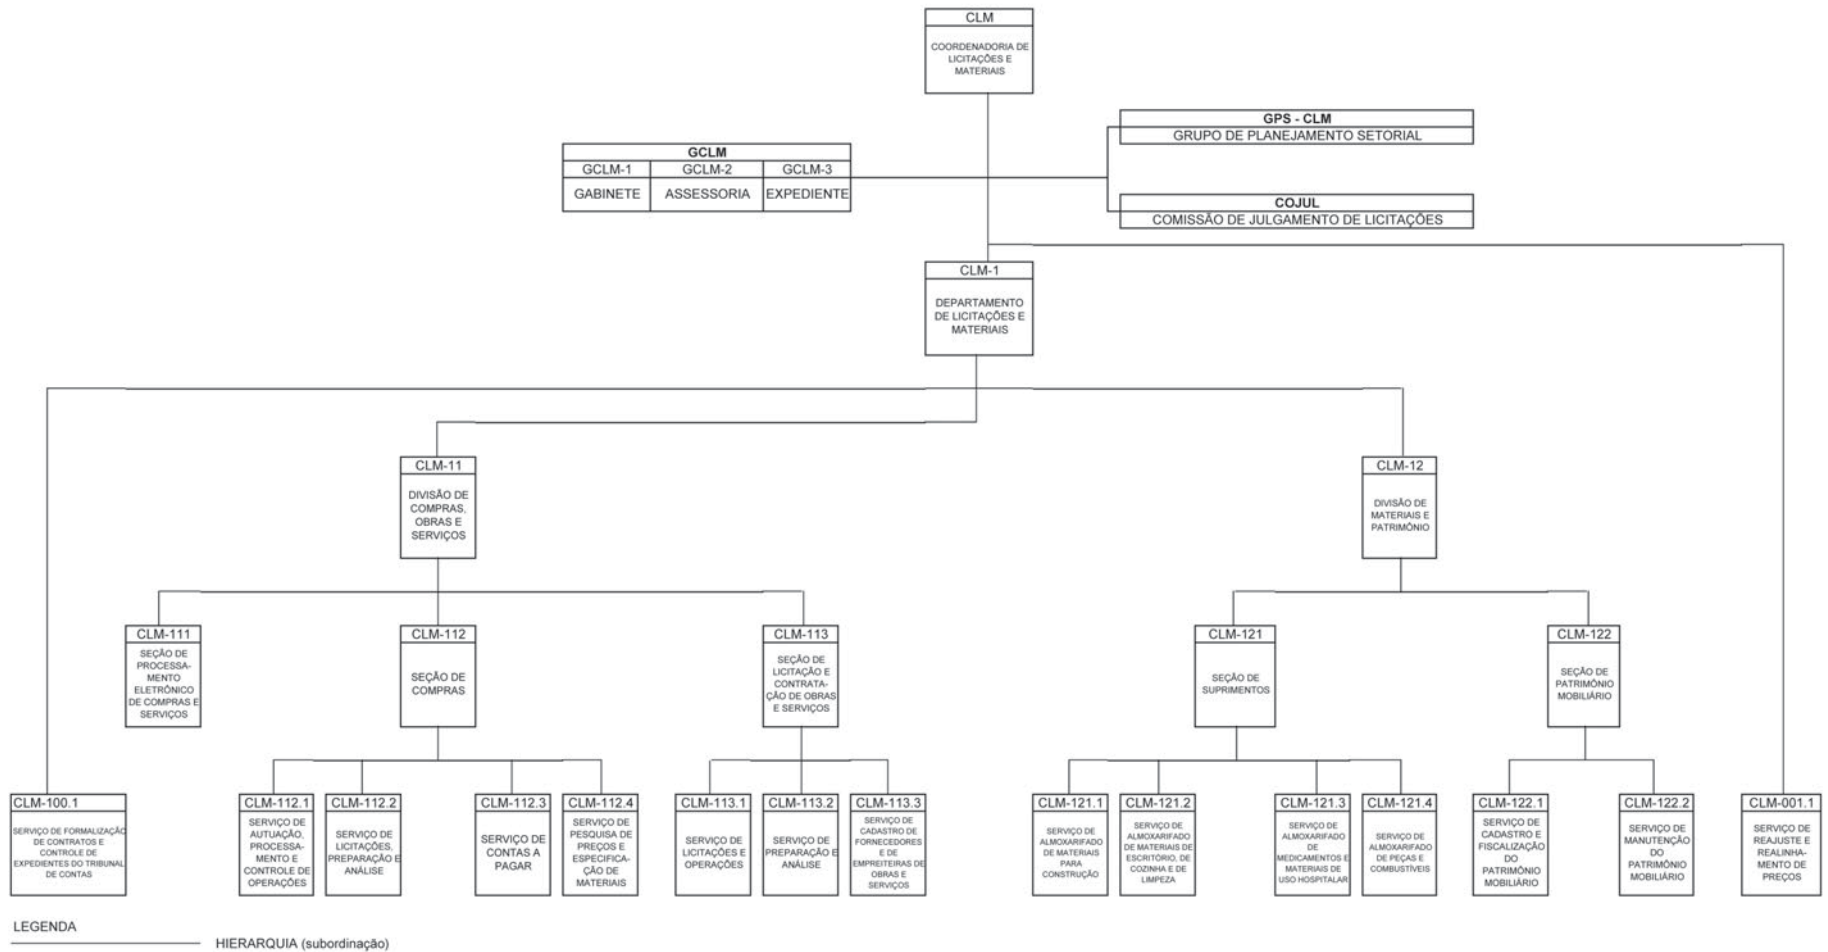 CLM
COORDENADORIA DE
LICITAÇÕES E
MATERIAIS
GPS - CLM
GRUPO DE PLANEJAMENTO SETORIAL
GCLM
GCLM-1 GCLM-2 GCLM-3
GABINETE ASSESSORIA EXPEDIENTE
COJUL
COMISSÃO DE JULGAMENTO DE LICITAÇÕES
CLM-1
DEPARTAMENTO
DE LICITAÇÕES E
MATERIAIS
CLM-11
DIVISÃO DE
COMPRAS,
OBRAS E
SERVIÇOS
CLM-12
DIVISÃO DE
MATERIAIS E
PATRIMÔNIO
CLM-111
SEÇÃO DE
PROCESSA-
MENTO
ELETRÔNICO
DE COMPRAS E
SERVIÇOS
CLM-112
SEÇÃO DE
COMPRAS
CLM-113
SEÇÃO DE
LICITAÇÃO E
CONTRATA-
ÇÃO DE OBRAS
E SERVIÇOS
CLM-121
SEÇÃO DE
SUPRIMENTOS
CLM-122
SEÇÃO DE
PATRIMÔNIO
MOBILIÁRIO
CLM-100.1
SERVIÇO DE FORMALIZAÇÃO
DE CONTRATOS E
CONTROLE DE
EXPEDIENTES DO TRIBUNAL
DE CONTAS
CLM-112.1
SERVIÇO DE
AUTUAÇÃO,
PROCESSA-
MENTO E
CONTROLE DE
OPERAÇÕES
CLM-112.2
SERVIÇO DE
LICITAÇÕES,
PREPARAÇÃO E
ANÁLISE
CLM-112.3
SERVIÇO DE
CONTAS A
PAGAR
CLM-112.4
SERVIÇO DE
PESQUISA DE
PREÇOS E
ESPECIFICA-
ÇÃO DE
MATERIAIS
CLM-113.1
SERVIÇO DE
LICITAÇÕES E
OPERAÇÕES
CLM-113.2
SERVIÇO DE
PREPARAÇÃO E
ANÁLISE
CLM-113.3
SERVIÇO DE
CADASTRO DE
FORNECEDORES
E DE
EMPREITEIRAS DE
OBRAS E
SERVIÇOS
CLM-121.1
SERVIÇO DE
ALMOXARIFADO
DE MATERIAIS
PARA
CONSTRUÇÃO
CLM-121.2
SERVIÇO DE
ALMOXARIFADO
DE MATERIAIS DE
ESCRITÓRIO, DE
COZINHA E DE
LIMPEZA
CLM-121.3
SERVIÇO DE
ALMOXARIFADO
DE
MEDICAMENTOS E
MATERIAIS DE
USO HOSPITALAR
CLM-121.4
SERVIÇO DE
ALMOXARIFADO
DE PEÇAS E
COMBUSTÍVEIS
CLM-122.1
SERVIÇO DE
CADASTRO E
FISCALIZAÇÃO
DO
PATRIMÔNIO
MOBILIÁRIO
CLM-122.2
SERVIÇO DE
MANUTENÇÃO
DO
PATRIMÔNIO
MOBILIÁRIO
CLM-001.1
SERVIÇO DE
REAJUSTE E
REALINHA-
MENTO DE
PREÇOS
LEGENDA
HIERARQUIA (subordinação)